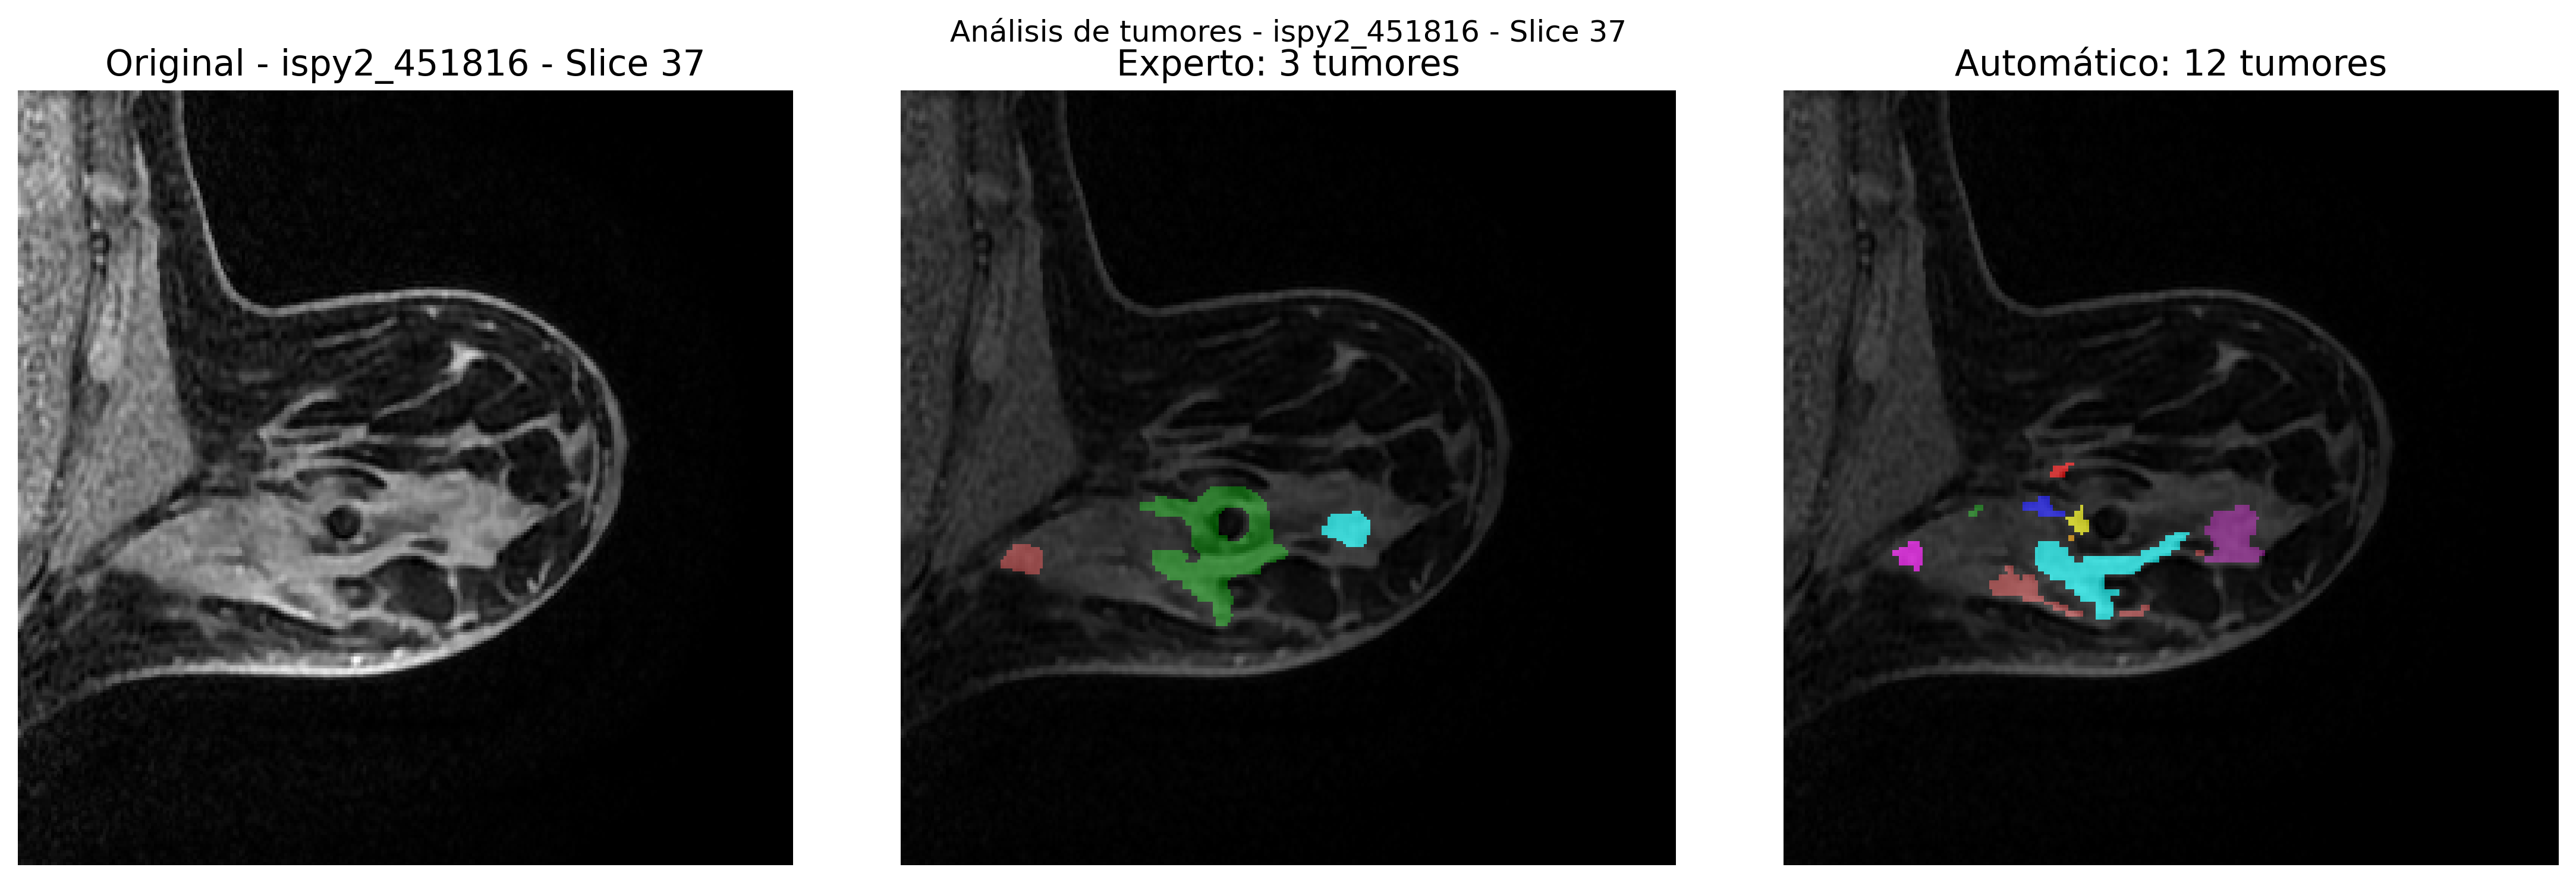 Análisis de tumores - ispy2_451816 - Slice 37
Original - ispy2_451816 - Slice 37
Experto: 3 tumores
Automático: 12 tumores